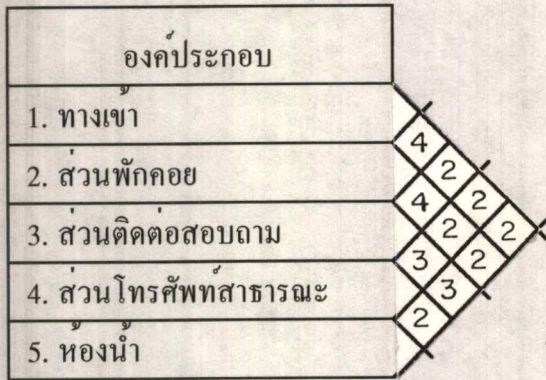 องค์ประกอบ
1. ทางเข้า
4
2
2. ส่วนพักคอย
2
4
2
2
3. ส่วนติดต่อสอบถาม
3
2
3
4. ส่วนโทรศัพท์สาธารณะ
2
5. ห้องน้ำ